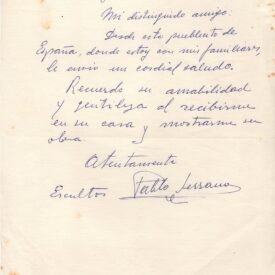 Mi distinguido amigo.
Desde este pueblecito de
España, donde estoy con mis familiares,
le envio un cordial saludo.
Recuerdo su amabilidad
y gentileza al recibirme
en su casa y mostrarme su
obra.
Atentamente
Escultor Pablo Serrano